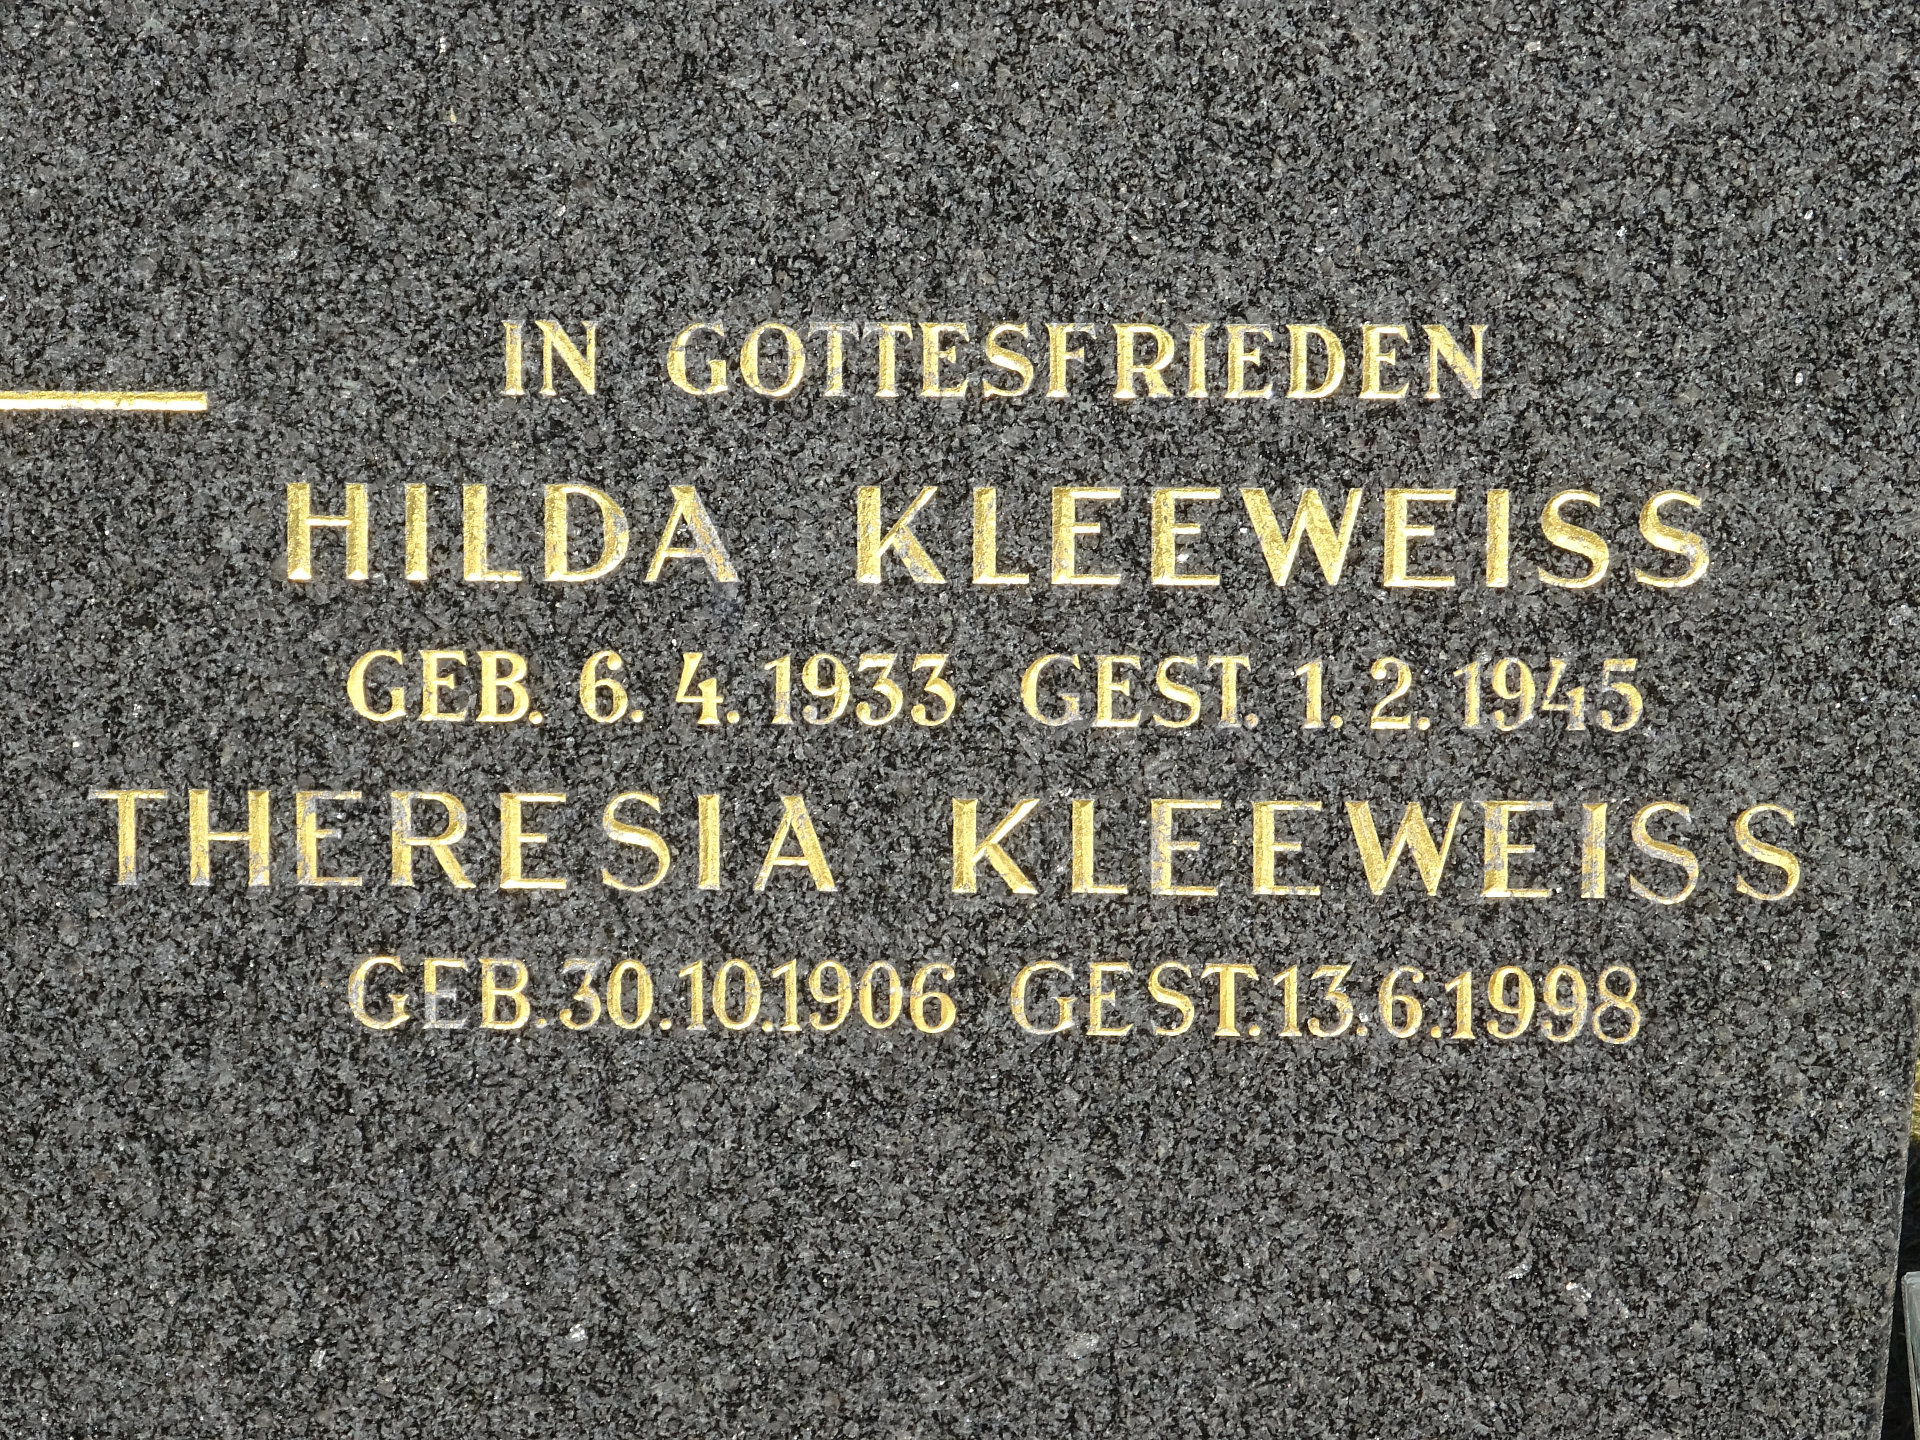 IN GOTTESFRIEDEN
HILDA KLEEWEISS
GEB. 6. 4. 1933 GEST. 1. 2. 1945
THERESIA KLEEWEISS
GEB. 30.10.1906 GEST. 13.6.1998